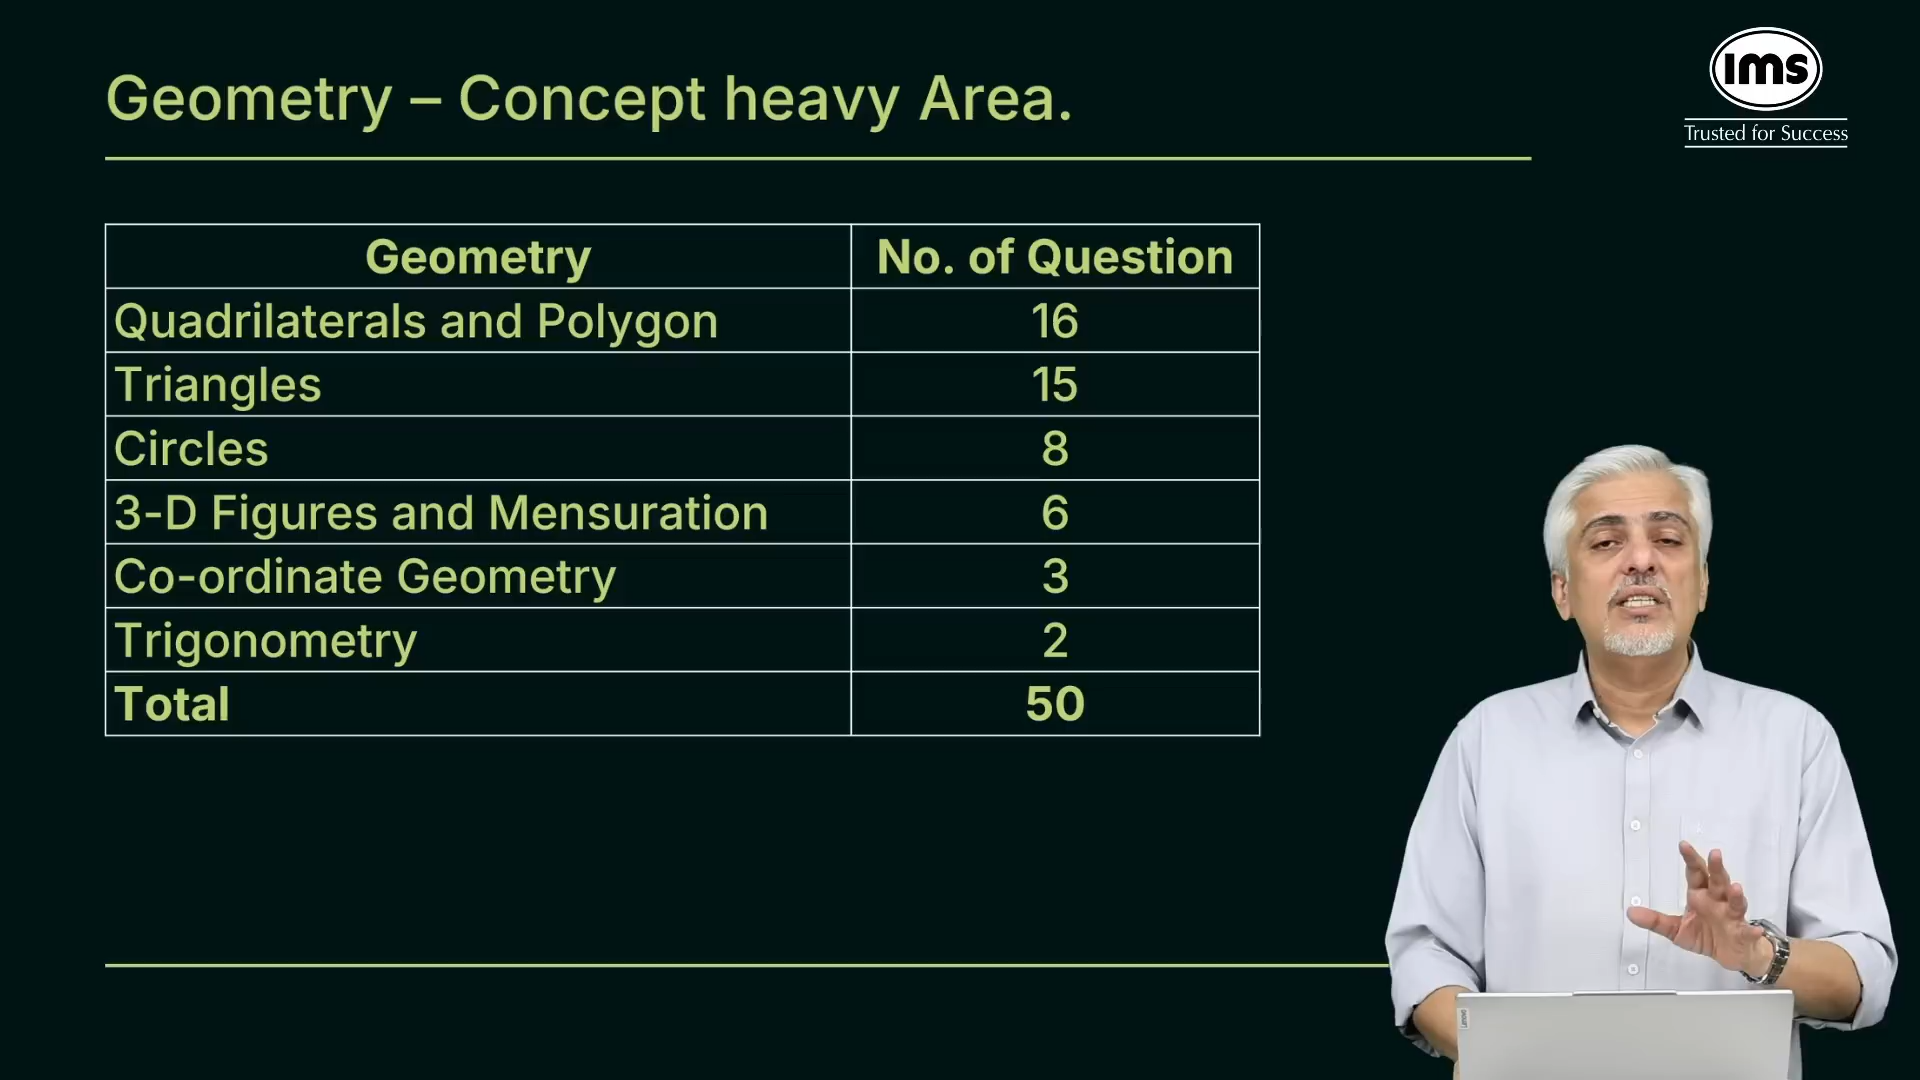 Geometry – Concept heavy Area.
ims
Trusted for Success
Geometry No. of Question
Quadrilaterals and Polygon 16
Triangles 15
Circles 8
3-D Figures and Mensuration 6
Co-ordinate Geometry 3
Trigonometry 2
Total 50